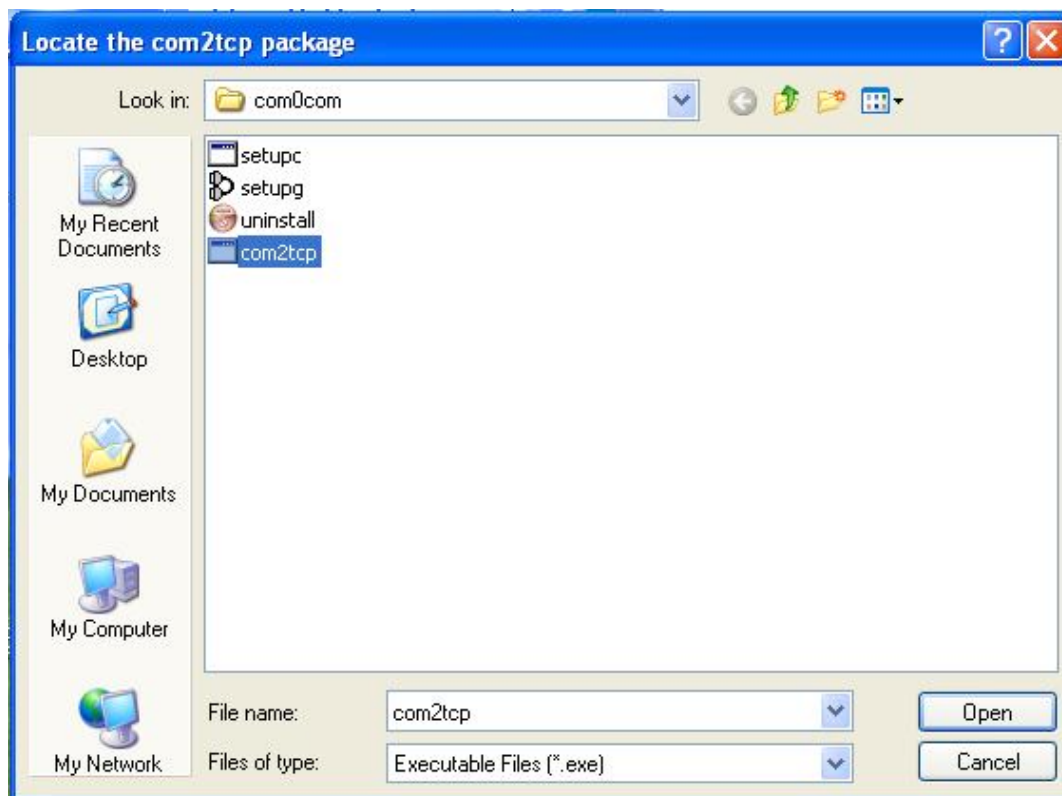 Locate the com2tcp package
Look in:
com0com
setupc
setupg
uninstall
com2tcp
My Recent
Documents
Desktop
My Documents
My Computer
My Network
File name:
com2tcp
Open
Files of type:
Executable Files (*.exe)
Cancel